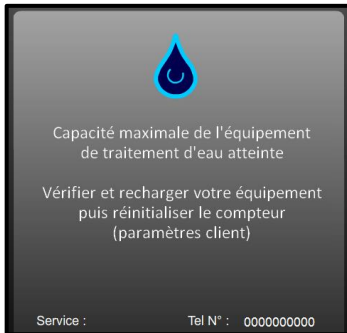 Capacité maximale de l'équipement
de traitement d'eau atteinte
Vérifier et recharger votre équipement
puis réinitialiser le compteur
(paramètres client)
Service : Tel N° : 0000000000